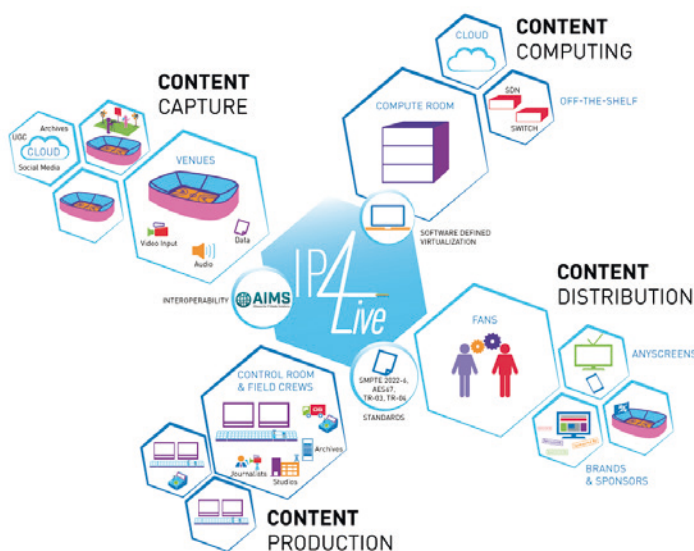 CONTENT
CAPTURE
UGC
Archives
CLOUD
Social Media
VENUES
Video Input
Audio
Data
CONTENT
COMPUTING
CLOUD
COMPUTE ROOM
SDN
SWITCH
OFF-THE-SHELF
SOFTWARE DEFINED
VIRTUALIZATION
INTEROPERABILITY
AIMS
IP4Live
SMPTE 2022-6,
AES67,
TR-03, TR-04
STANDARDS
CONTENT
DISTRIBUTION
FANS
ANYSCREENS
BRANDS
& SPONSORS
CONTROL ROOM
& FIELD CREWS
Archives
Journalists
Studios
CONTENT
PRODUCTION